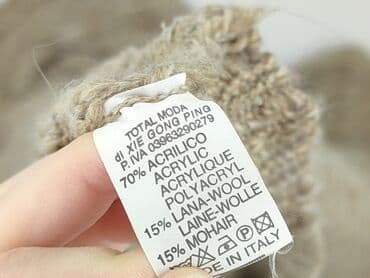 TOTAL MODA
di XIE GONG PING
P. IVA 03963290279
70% ACRILICO
ACRYLIC
ACRYLIQUE
POLYACRYL
15% LANA-WOOL
LAINE-WOLLE
15% MOHAIR
MADE IN ITALY